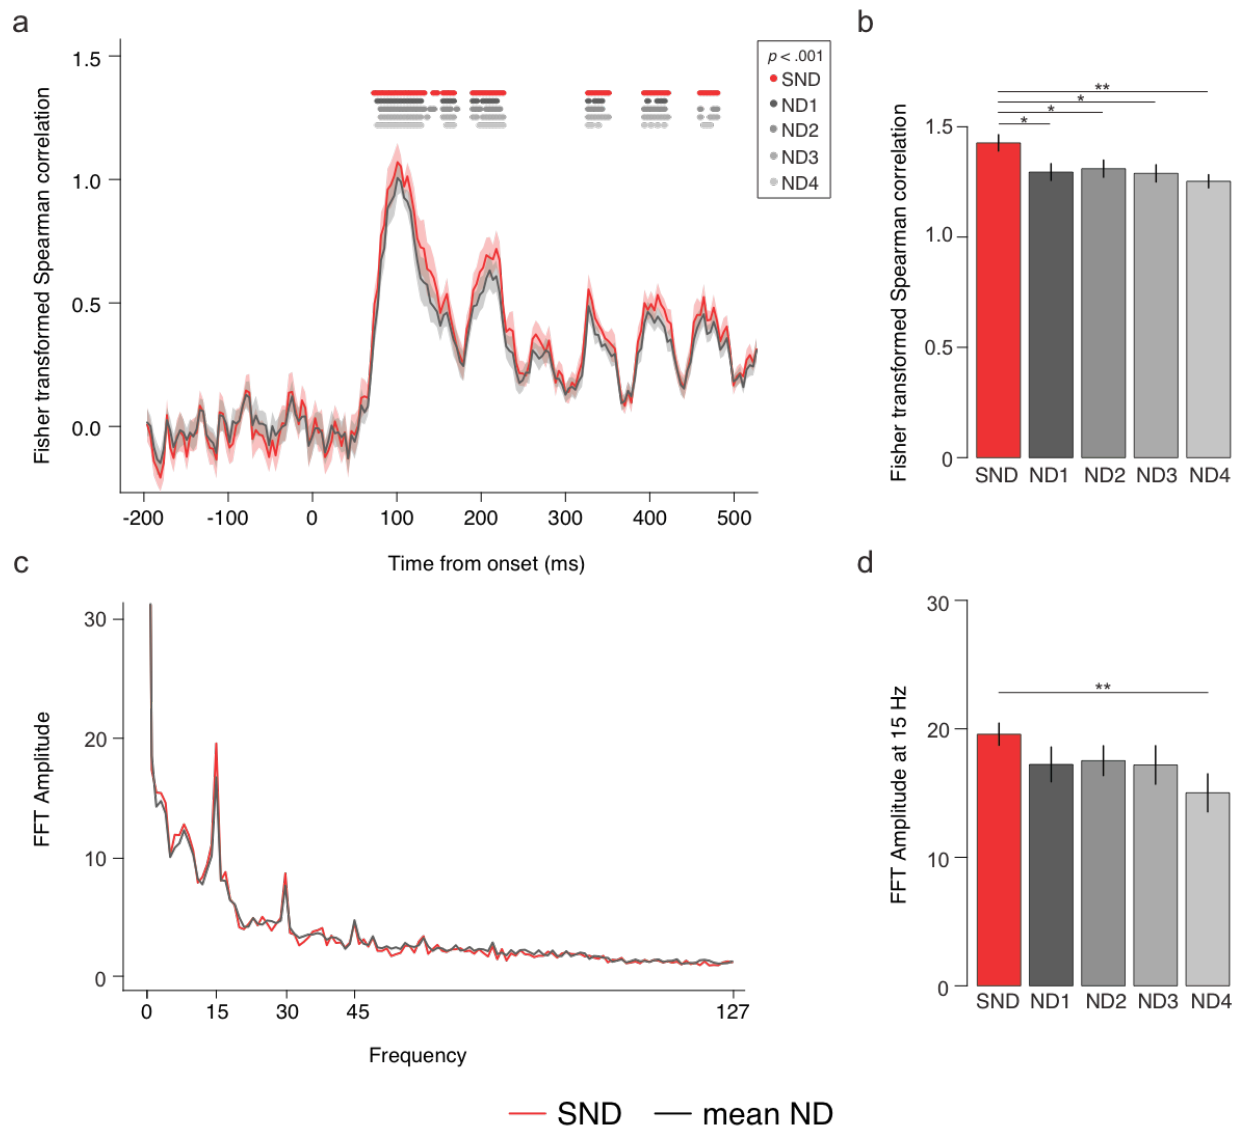 a
Fisher transformed Spearman correlation
1.5
1.0
0.5
0.0
-200 -100 0 100 200 300 400 500
Time from onset (ms)
p < .001
SND
ND1
ND2
ND3
ND4
b
Fisher transformed Spearman correlation
1.5
1.0
0.5
0
**
*
*
*
SND ND1 ND2 ND3 ND4
c
FFT Amplitude
30
20
10
0
0 15 30 45 127
Frequency
d
FFT Amplitude at 15 Hz
30
20
10
0
**
SND ND1 ND2 ND3 ND4
SND mean ND